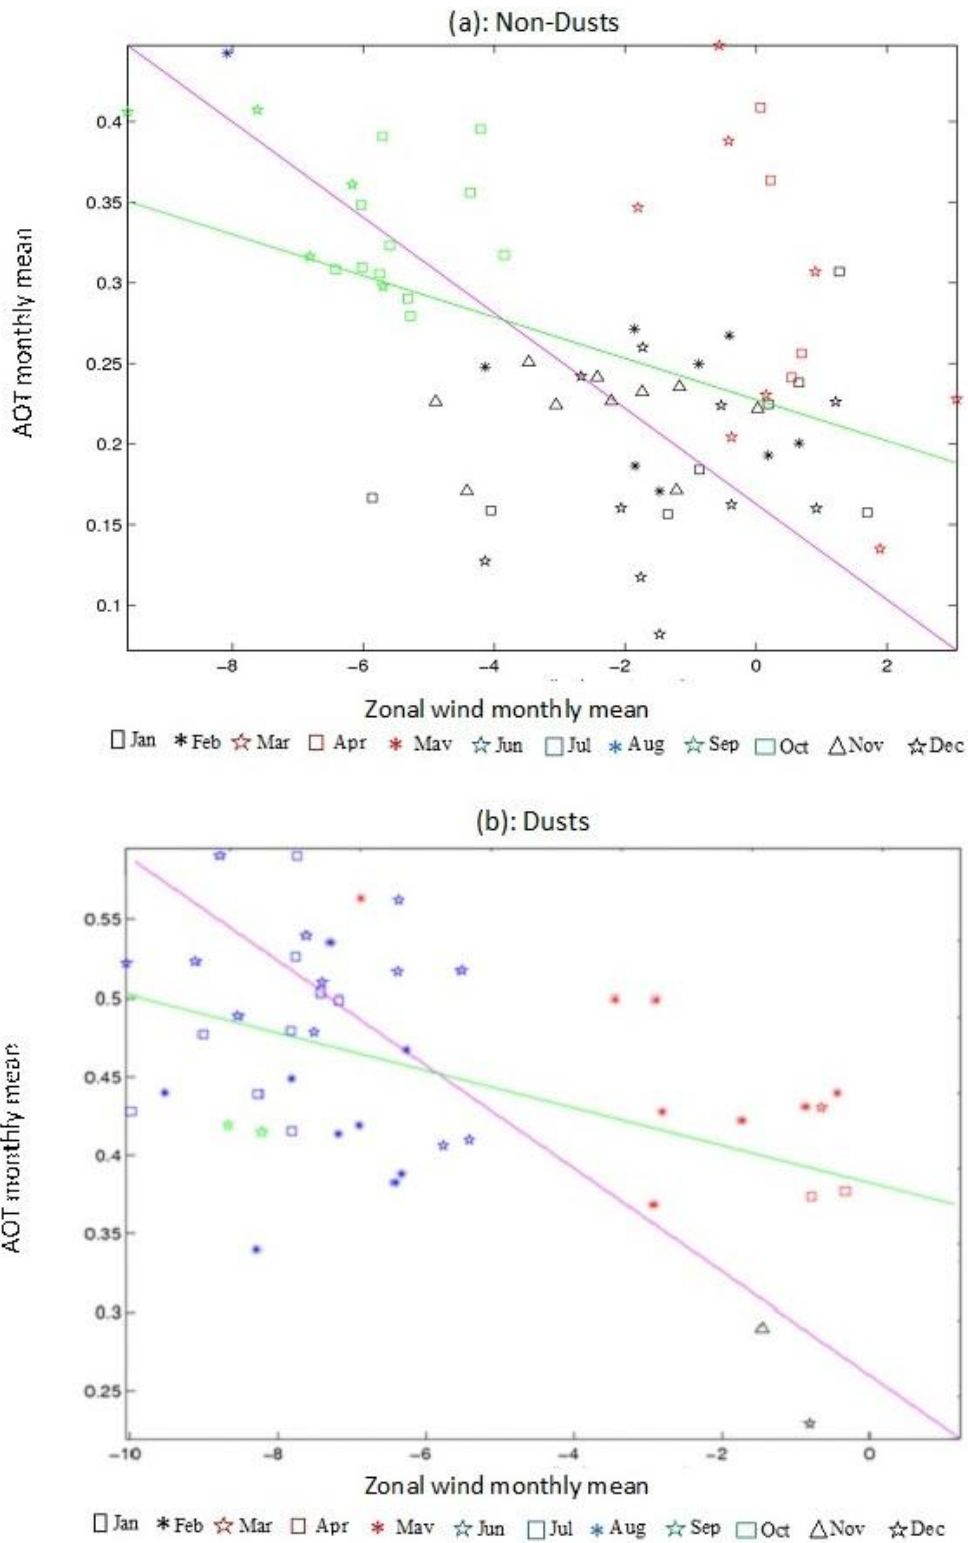 (a): Non-Dusts
0.4
0.35
0.3
0.25
0.2
0.15
0.1
AOT monthly mean
-8 -6 -4 -2 0 2
Zonal wind monthly mean
Jan Feb Mar Apr Mav Jun Jul Aug Sep Oct Nov Dec
(b): Dusts
0.55
0.5
0.45
0.4
0.35
0.3
0.25
AOT monthly mean
-10 -8 -6 -4 -2 0
Zonal wind monthly mean
Jan Feb Mar Apr Mav Jun Jul Aug Sep Oct Nov Dec